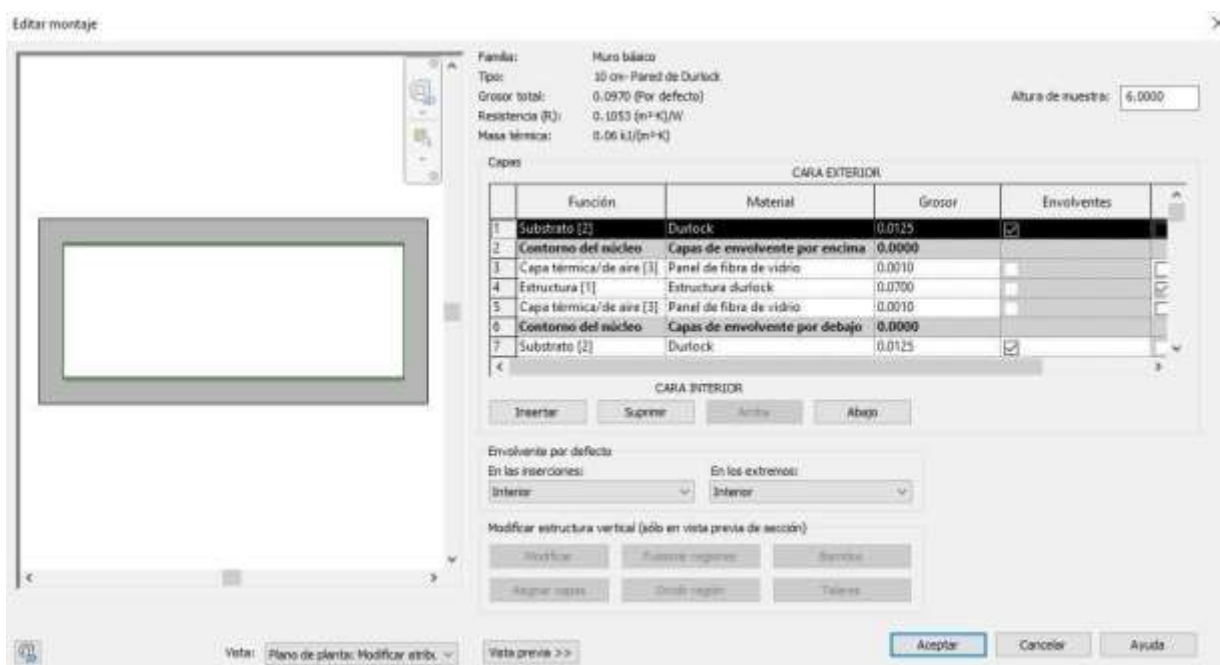 Editar montaje
Familia: Muro básico
Tipo: 10 cm- Pared de Durlock
Grosor total: 0.0970 (Por defecto)
Resistencia (R): 0.1053 (m²·K)/W
Masa térmica: 0.06 kJ/(m²·K)
Altura de muestra: 6.0000
Capas
CARA EXTERIOR
Función Material Grosor Envolventes
1 Substrato [2] Durlock 0.0125
2 Contorno del núcleo Capas de envolvente por encima 0.0000
3 Capa térmica/de aire [3] Panel de fibra de vidrio 0.0010
4 Estructura [1] Estructura durlock 0.0700
5 Capa térmica/de aire [3] Panel de fibra de vidrio 0.0010
6 Contorno del núcleo Capas de envolvente por debajo 0.0000
7 Substrato [2] Durlock 0.0125
CARA INTERIOR
Insertar Suprimir Arriba Abajo
Envolvente por defecto
En las inserciones: En los extremos:
Interior Interior
Modificar estructura vertical (sólo en vista previa de sección)
Modificar Fusionar regiones Barridos
Asignar capas Dividir región Telares
Vista: Plano de planta: Modificar atribu Vista previa >> Aceptar Cancelar Ayuda